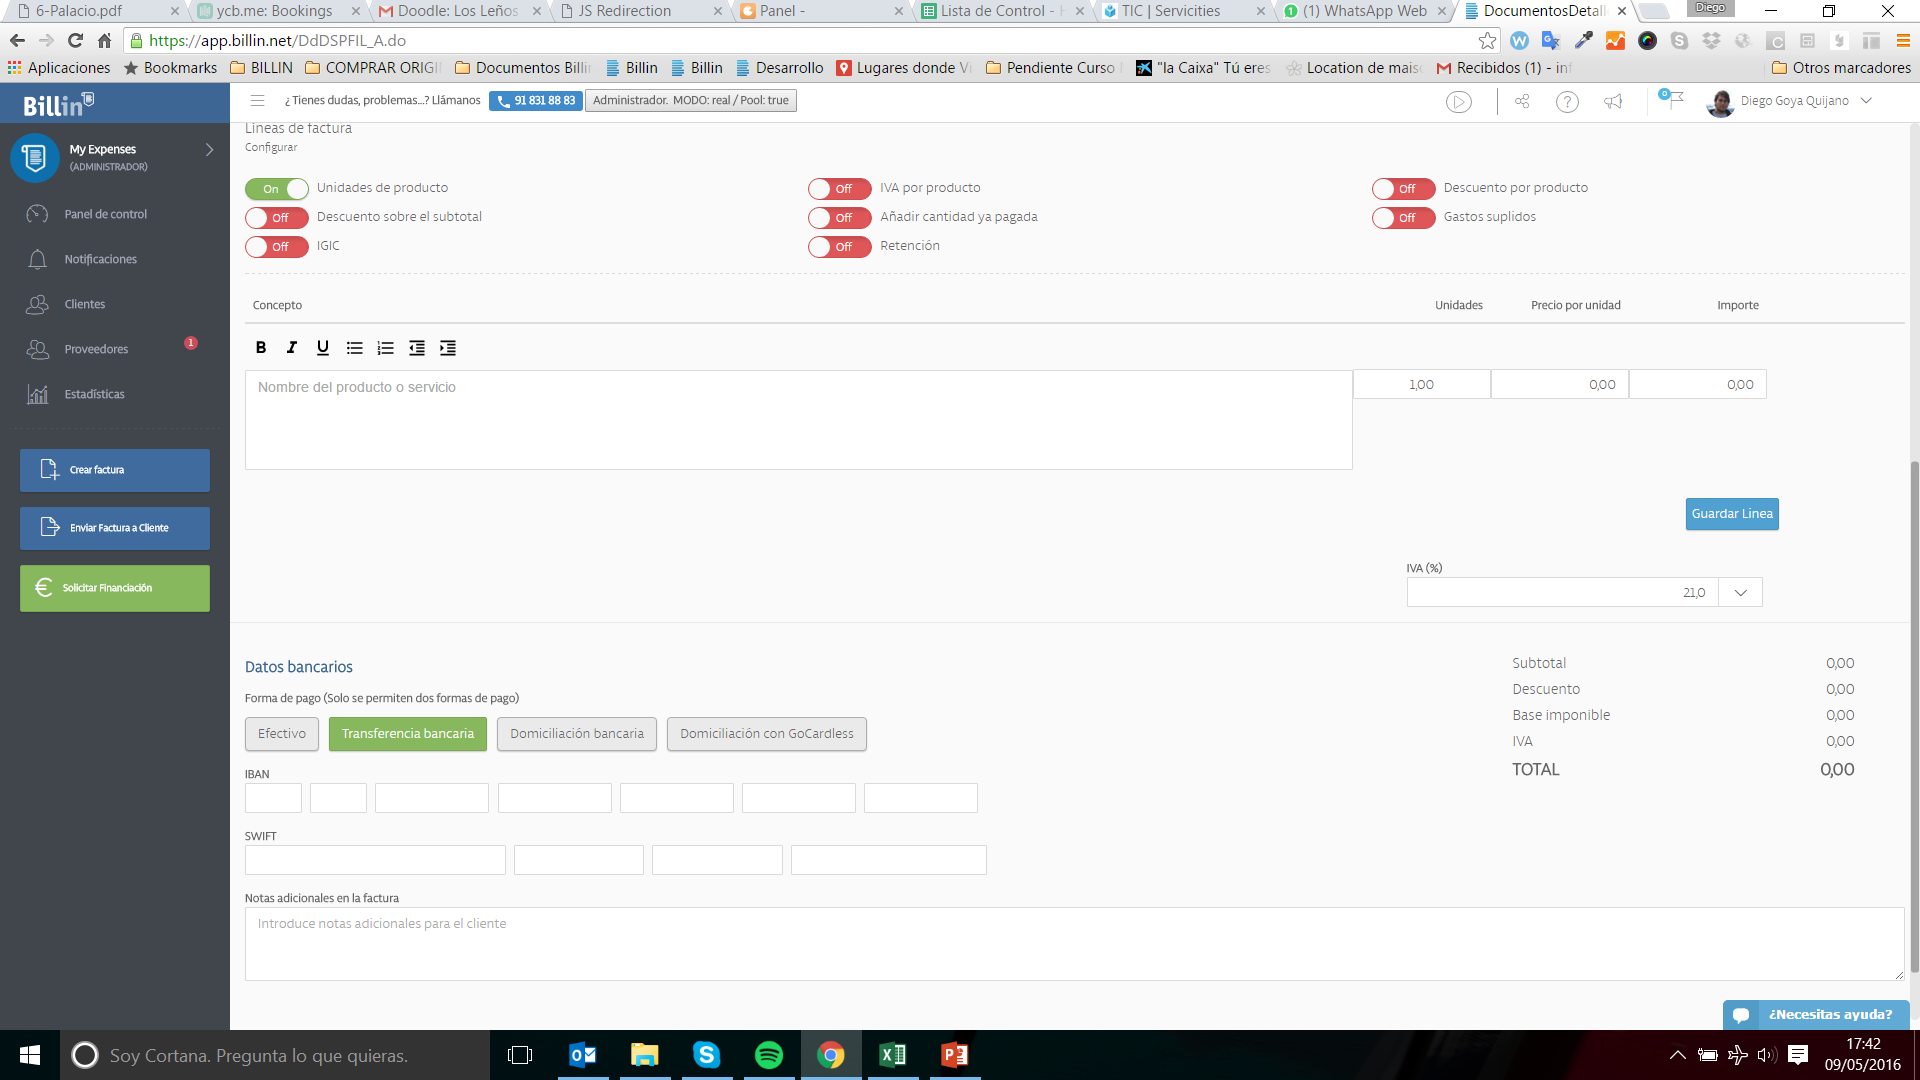 6-Palacio.pdf
ycb.me: Bookings
Doodle: Los Leños
JS Redirection
Panel -
Lista de Control -
TIC | Servicities
(1) WhatsApp Web
DocumentosDetall
Diego
https://app.billin.net/DdDSPFIL_A.do
Aplicaciones
Bookmarks
BILLIN
COMPRAR ORIGI
Documentos Billi
Billin
Billin
Desarrollo
Lugares donde Vi
Pendiente Curso
"la Caixa" Tú eres
Location of mais
Recibidos (1) - inf
Otros marcadores
Billin
¿Tienes dudas, problemas...? Llámanos
91 831 88 83
Administrador. MODO: real / Pool: true
0
Diego Goya Quijano
My Expenses
(ADMINISTRADOR)
Panel de control
Notificaciones
Clientes
Proveedores
1
Estadísticas
Crear factura
Enviar Factura a Cliente
€ Solicitar Financiación
Líneas de factura
Configurar
On Unidades de producto
Off IVA por producto
Off Descuento por producto
Off Descuento sobre el subtotal
Off Añadir cantidad ya pagada
Off Gastos suplidos
Off IGIC
Off Retención
Concepto
Unidades
Precio por unidad
Importe
B I U
Nombre del producto o servicio
1,00
0,00
0,00
Guardar Linea
IVA (%)
21,0
Datos bancarios
Forma de pago (Solo se permiten dos formas de pago)
Efectivo
Transferencia bancaria
Domiciliación bancaria
Domiciliación con GoCardless
IBAN
SWIFT
Notas adicionales en la factura
Introduce notas adicionales para el cliente
Subtotal 0,00
Descuento 0,00
Base imponible 0,00
IVA 0,00
TOTAL 0,00
¿Necesitas ayuda?
Soy Cortana. Pregunta lo que quieras.
17:42
09/05/2016